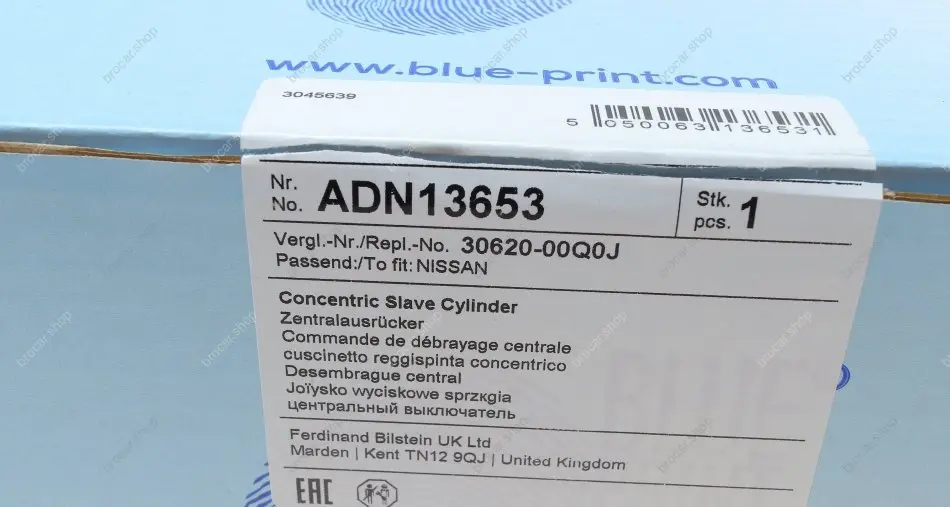 www.blue-print.com
3045639
5 050063 136531
Nr.
No. ADN13653
Stk.
pcs. 1
Vergl.-Nr./Repl.-No. 30620-00Q0J
Passend:/To fit: NISSAN
Concentric Slave Cylinder
Zentralausrücker
Commande de débrayage centrale
cuscinetto reggispinta concentrico
Desembrague central
Joïysko wyciskowe sprzkgia
центральный выключатель
Ferdinand Bilstein UK Ltd
Marden | Kent TN12 9QJ | United Kingdom
EAC
brocar.shop